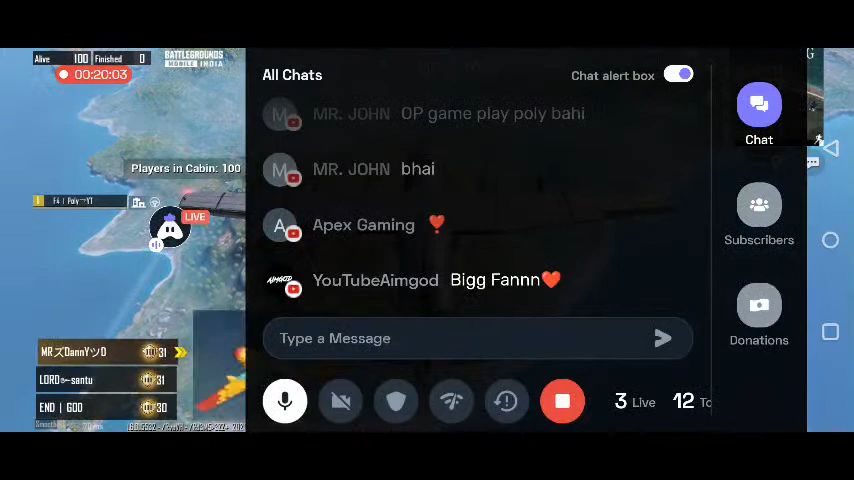 Alive 100 Finished 0
BATTLEGROUNDS
MOBILE INDIA
00:20:03
Players in Cabin: 100
LIVE
All Chats
Chat alert box
M MR. JOHN OP game play poly bahi
M MR. JOHN bhai
A Apex Gaming ❣️
AIMGOD YouTubeAimgod Bigg Fannn❤️
Type a Message
Chat
Subscribers
Donations
MRズDannYツD 31
31
END | GOD 30
3 Live 12 To